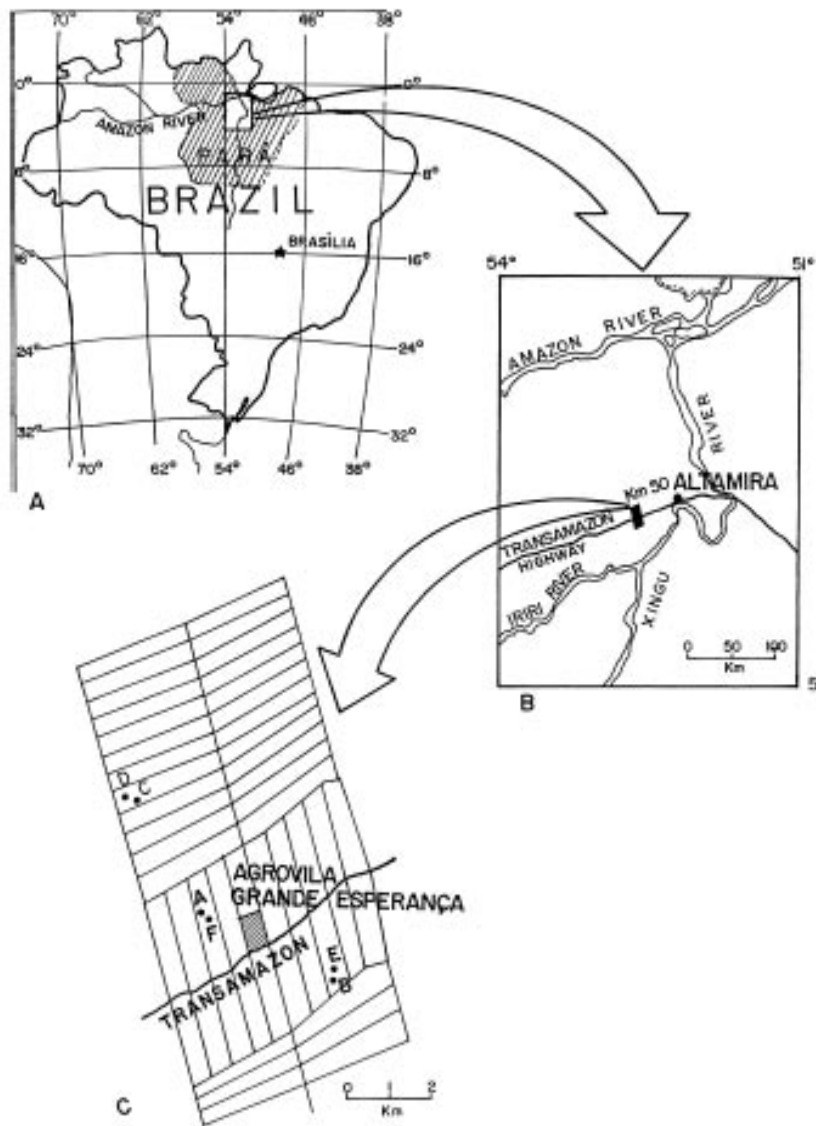 70° 62° 54° 46° 38°
0° 0°
AMAZON RIVER
PARÁ
8° 8°
BRAZIL
BRASÍLIA
16° 16°
24° 24°
32° 32°
70° 62° 54° 46° 38°
A
54° 51°
AMAZON RIVER
RIVER
Km 50 ALTAMIRA
TRANSAMAZON
HIGHWAY
IRIRI RIVER
XINGU
0 50 100
Km
5
B
D
C
AGROVILA
GRANDE ESPERANÇA
A
F
E
B
TRANSAMAZON
0 1 2
Km
C